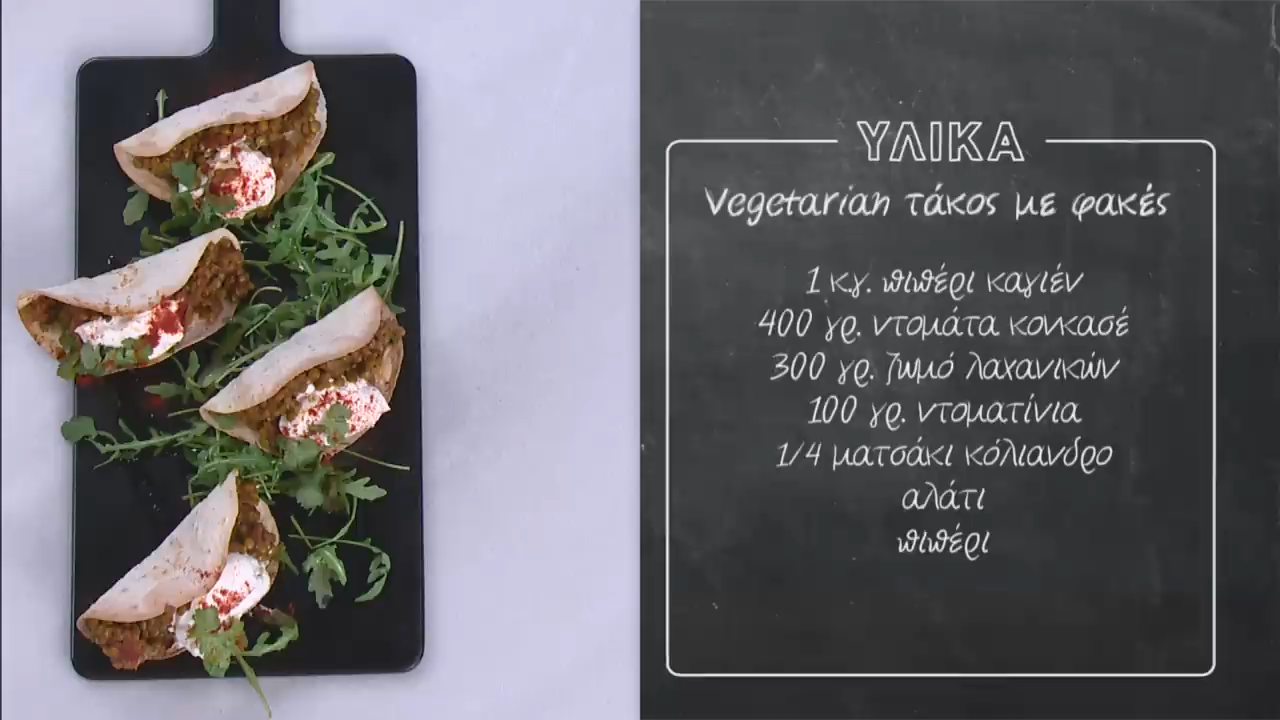 ΥΛΙΚΑ
Vegetarian τάκος με φακές
1 κ.γ. πιπέρι καγιέν
400 γρ. ντομάτα κονκασέ
300 γρ. ζωμό λαχανικών
100 γρ. ντοματίνια
1/4 ματσάκι κόλιανδρο
αλάτι
πιπέρι